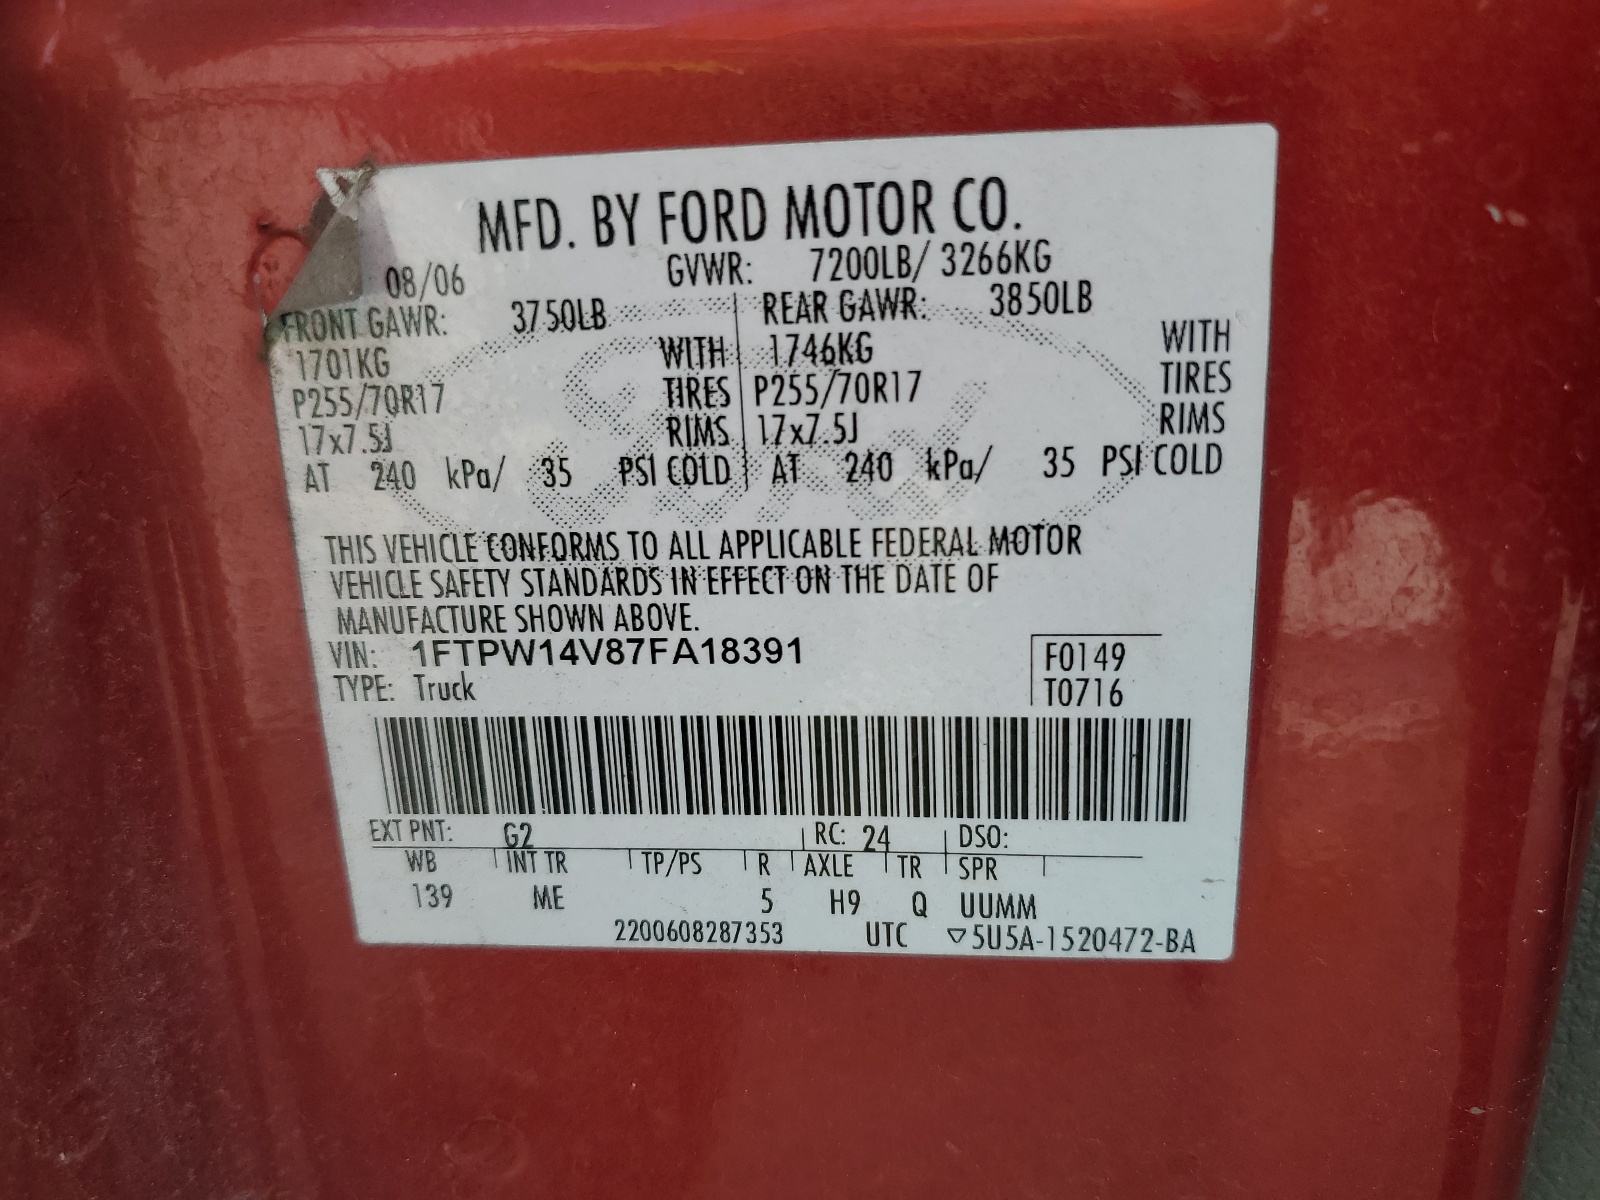 MFD. BY FORD MOTOR CO.
08/06 GVWR: 7200LB/ 3266KG
FRONT GAWR: 3750LB REAR GAWR: 3850LB
1701KG WITH 1746KG WITH
P255/70R17 TIRES P255/70R17 TIRES
17x7.5J RIMS 17x7.5J RIMS
AT 240 kPa/ 35 PSI COLD AT 240 kPa/ 35 PSI COLD
THIS VEHICLE CONFORMS TO ALL APPLICABLE FEDERAL MOTOR
VEHICLE SAFETY STANDARDS IN EFFECT ON THE DATE OF
MANUFACTURE SHOWN ABOVE.
VIN: 1FTPW14V87FA18391 F0149
TYPE: Truck T0716
EXT PNT: G2 RC: 24 DSO:
WB INT TR TP/PS R AXLE TR SPR
139 ME 5 H9 Q UUMM
2200608287353 UTC ▽5U5A-1520472-BA